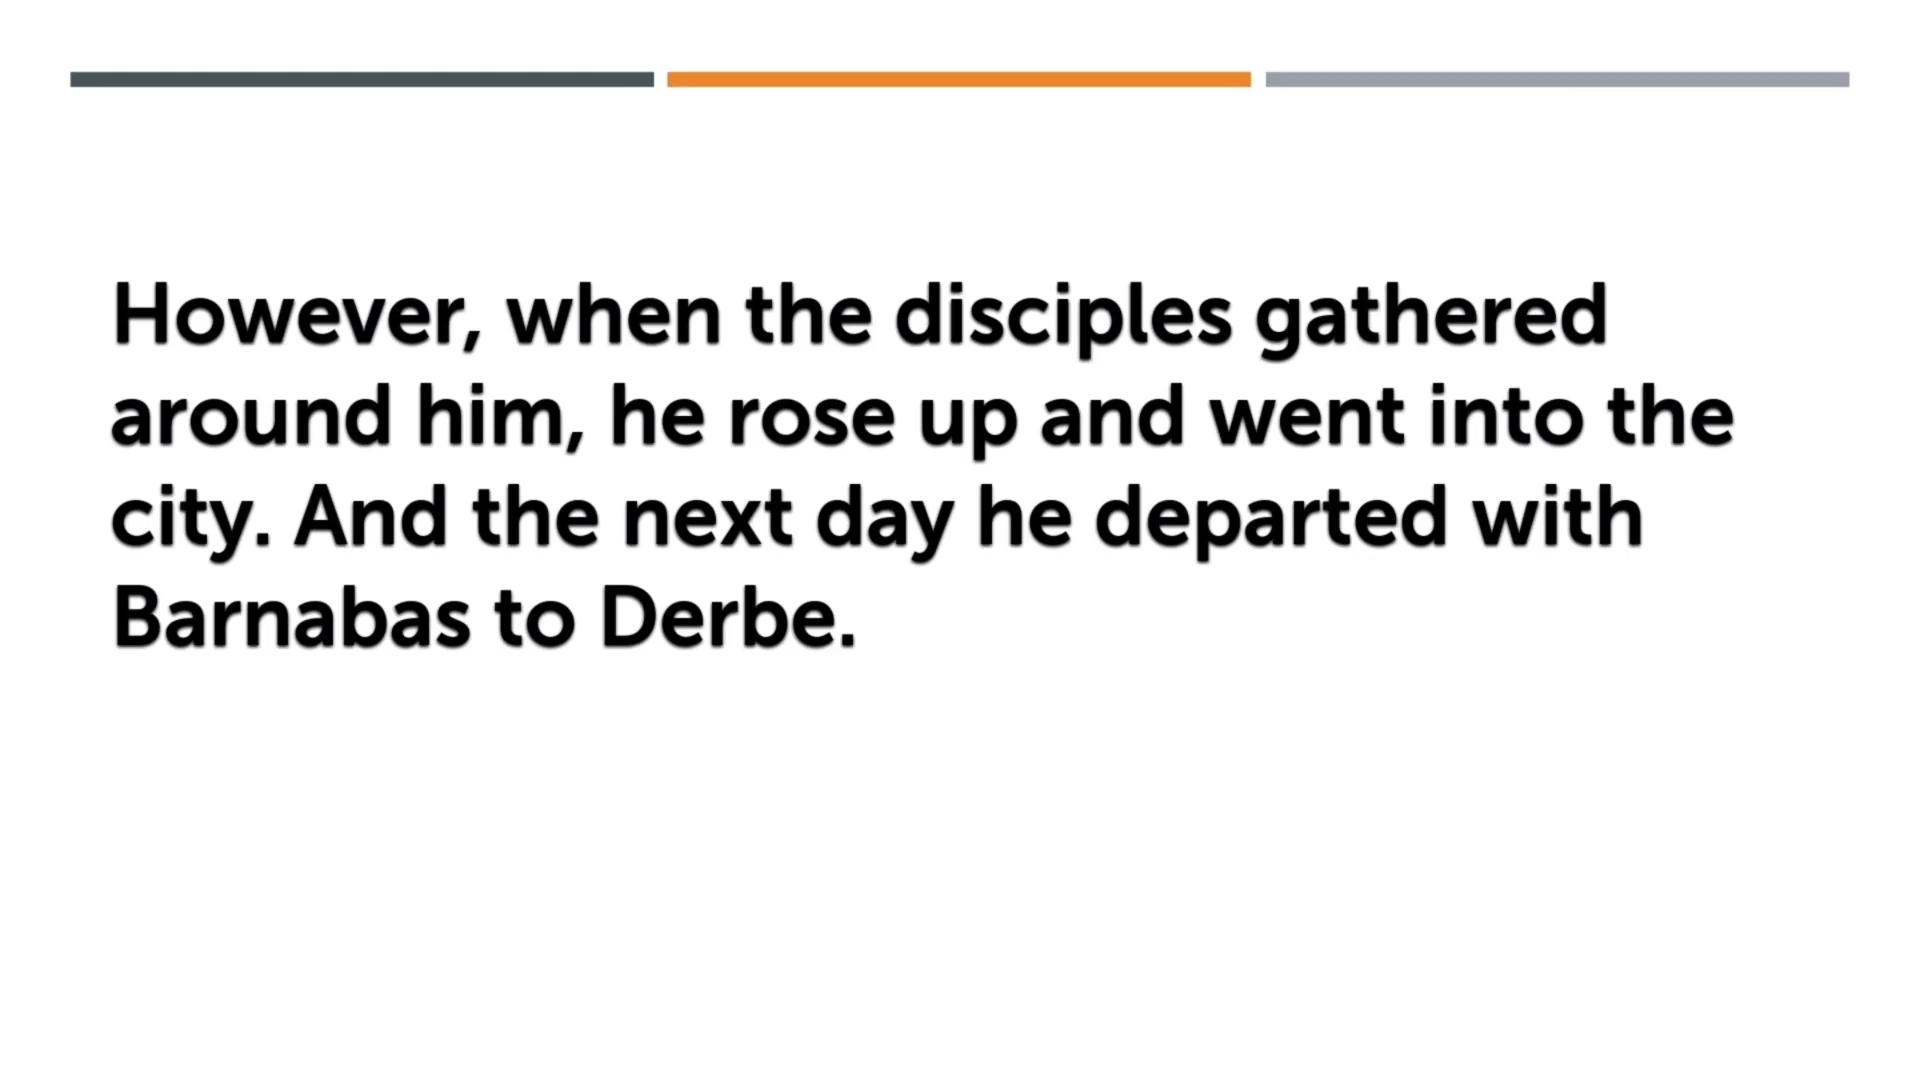 However, when the disciples gathered
around him, he rose up and went into the
city. And the next day he departed with
Barnabas to Derbe.